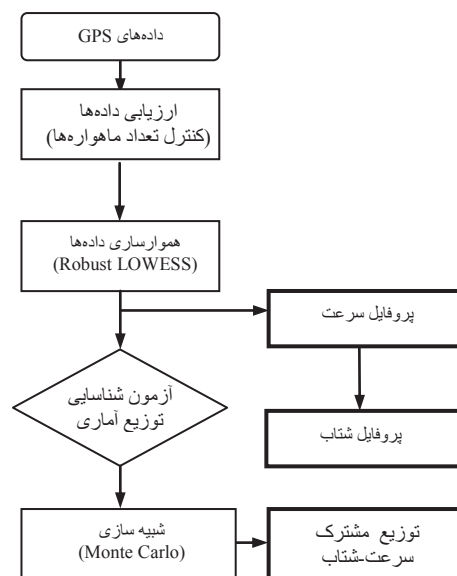 داده‌های GPS
ارزیابی داده‌ها
(کنترل تعداد ماهواره‌ها)
هموارسازی داده‌ها
(Robust LOWESS)
پروفایل سرعت
آزمون شناسایی
توزیع آماری
پروفایل شتاب
شبیه سازی
(Monte Carlo)
توزیع مشترک
سرعت-شتاب